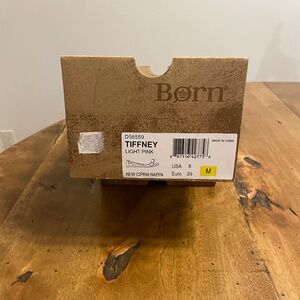 Børn
D56559
TIFFNEY
LIGHT PINK
MADE IN CHINA
USA 8
Euro 39
M
NEW CIPRIA NAPPA